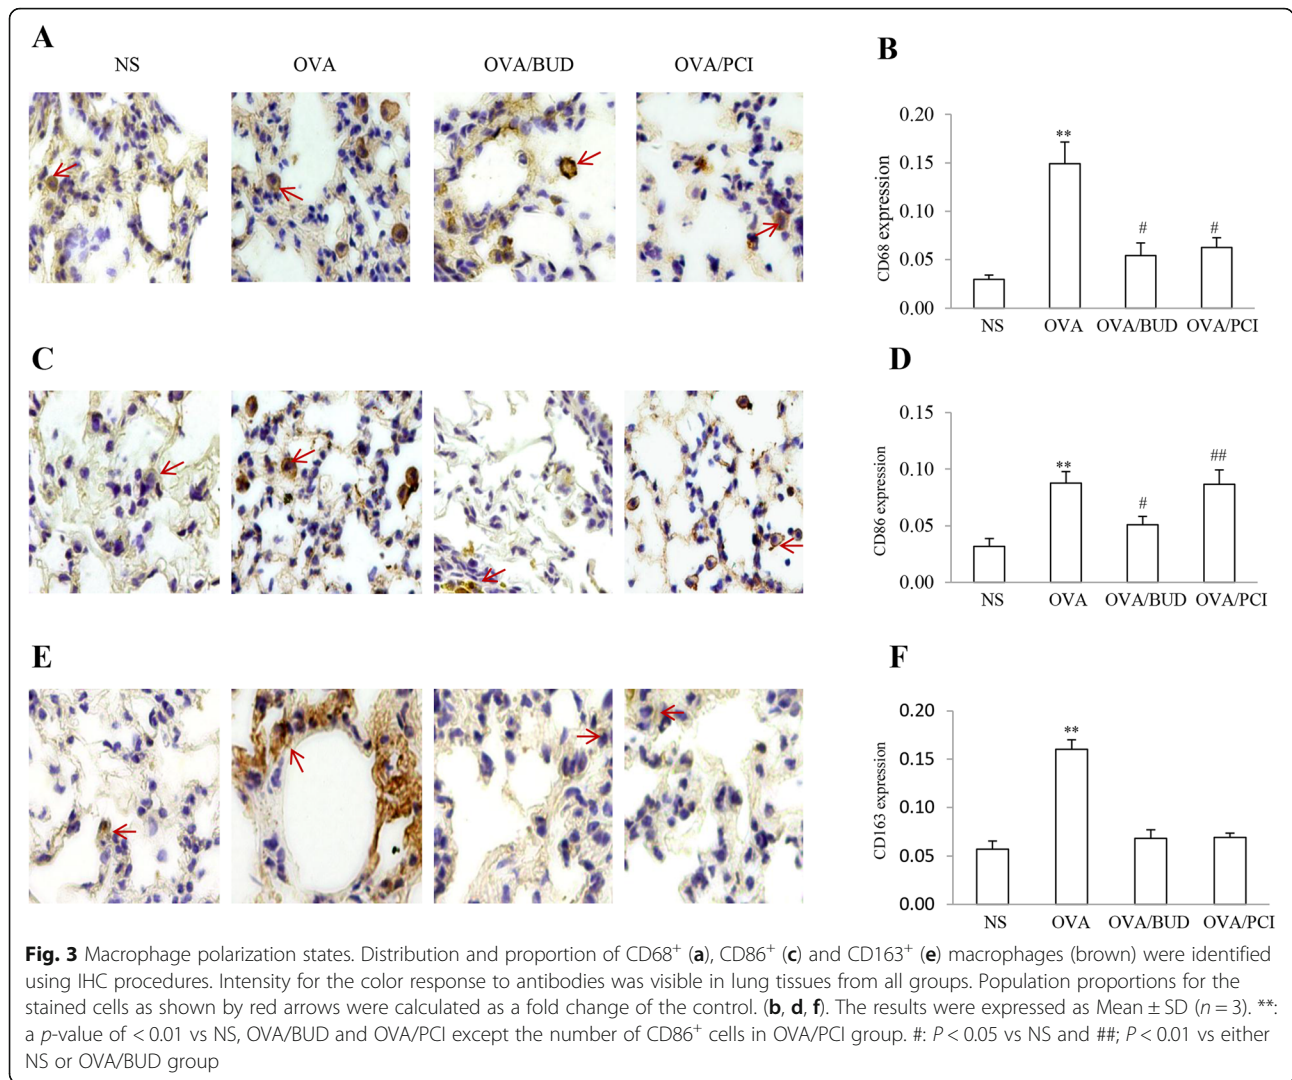 A
NS OVA OVA/BUD OVA/PCI
B
CD68 expression
0.20
0.15
0.10
0.05
0.00
**
#
#
NS OVA OVA/BUD OVA/PCI
C
D
CD86 expression
0.15
0.10
0.05
0.00
**
#
##
NS OVA OVA/BUD OVA/PCI
E
F
CD163 expression
0.20
0.15
0.10
0.05
0.00
**
NS OVA OVA/BUD OVA/PCI
Fig. 3 Macrophage polarization states. Distribution and proportion of CD68⁺ (a), CD86⁺ (c) and CD163⁺ (e) macrophages (brown) were identified
using IHC procedures. Intensity for the color response to antibodies was visible in lung tissues from all groups. Population proportions for the
stained cells as shown by red arrows were calculated as a fold change of the control. (b, d, f). The results were expressed as Mean ± SD (n = 3). **:
a p-value of < 0.01 vs NS, OVA/BUD and OVA/PCI except the number of CD86⁺ cells in OVA/PCI group. #: P < 0.05 vs NS and ##; P < 0.01 vs either
NS or OVA/BUD group